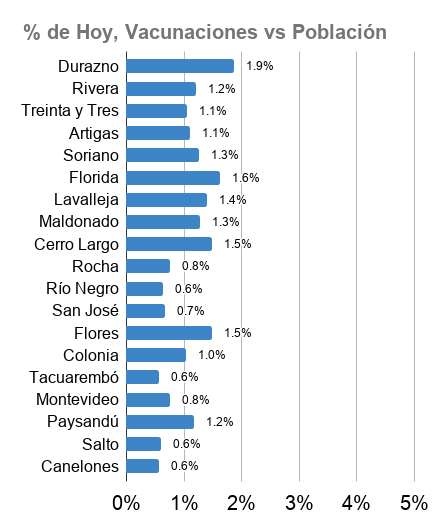 % de Hoy, Vacunaciones vs Población
Durazno 1.9%
Rivera 1.2%
Treinta y Tres 1.1%
Artigas 1.1%
Soriano 1.3%
Florida 1.6%
Lavalleja 1.4%
Maldonado 1.3%
Cerro Largo 1.5%
Rocha 0.8%
Río Negro 0.6%
San José 0.7%
Flores 1.5%
Colonia 1.0%
Tacuarembó 0.6%
Montevideo 0.8%
Paysandú 1.2%
Salto 0.6%
Canelones 0.6%
0% 1% 2% 3% 4% 5%